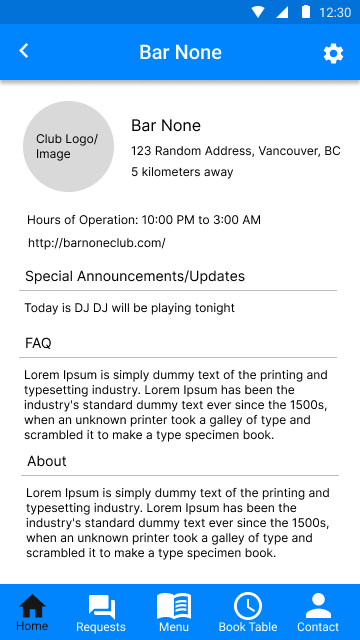 12:30
Bar None
Club Logo/
Image
Bar None
123 Random Address, Vancouver, BC
5 kilometers away
Hours of Operation: 10:00 PM to 3:00 AM
http://barnoneclub.com/
Special Announcements/Updates
Today is DJ DJ will be playing tonight
FAQ
Lorem Ipsum is simply dummy text of the printing and
typesetting industry. Lorem Ipsum has been the
industry's standard dummy text ever since the 1500s,
when an unknown printer took a galley of type and
scrambled it to make a type specimen book.
About
Lorem Ipsum is simply dummy text of the printing and
typesetting industry. Lorem Ipsum has been the
industry's standard dummy text ever since the 1500s,
when an unknown printer took a galley of type and
scrambled it to make a type specimen book.
Home
Requests
Menu
Book Table
Contact